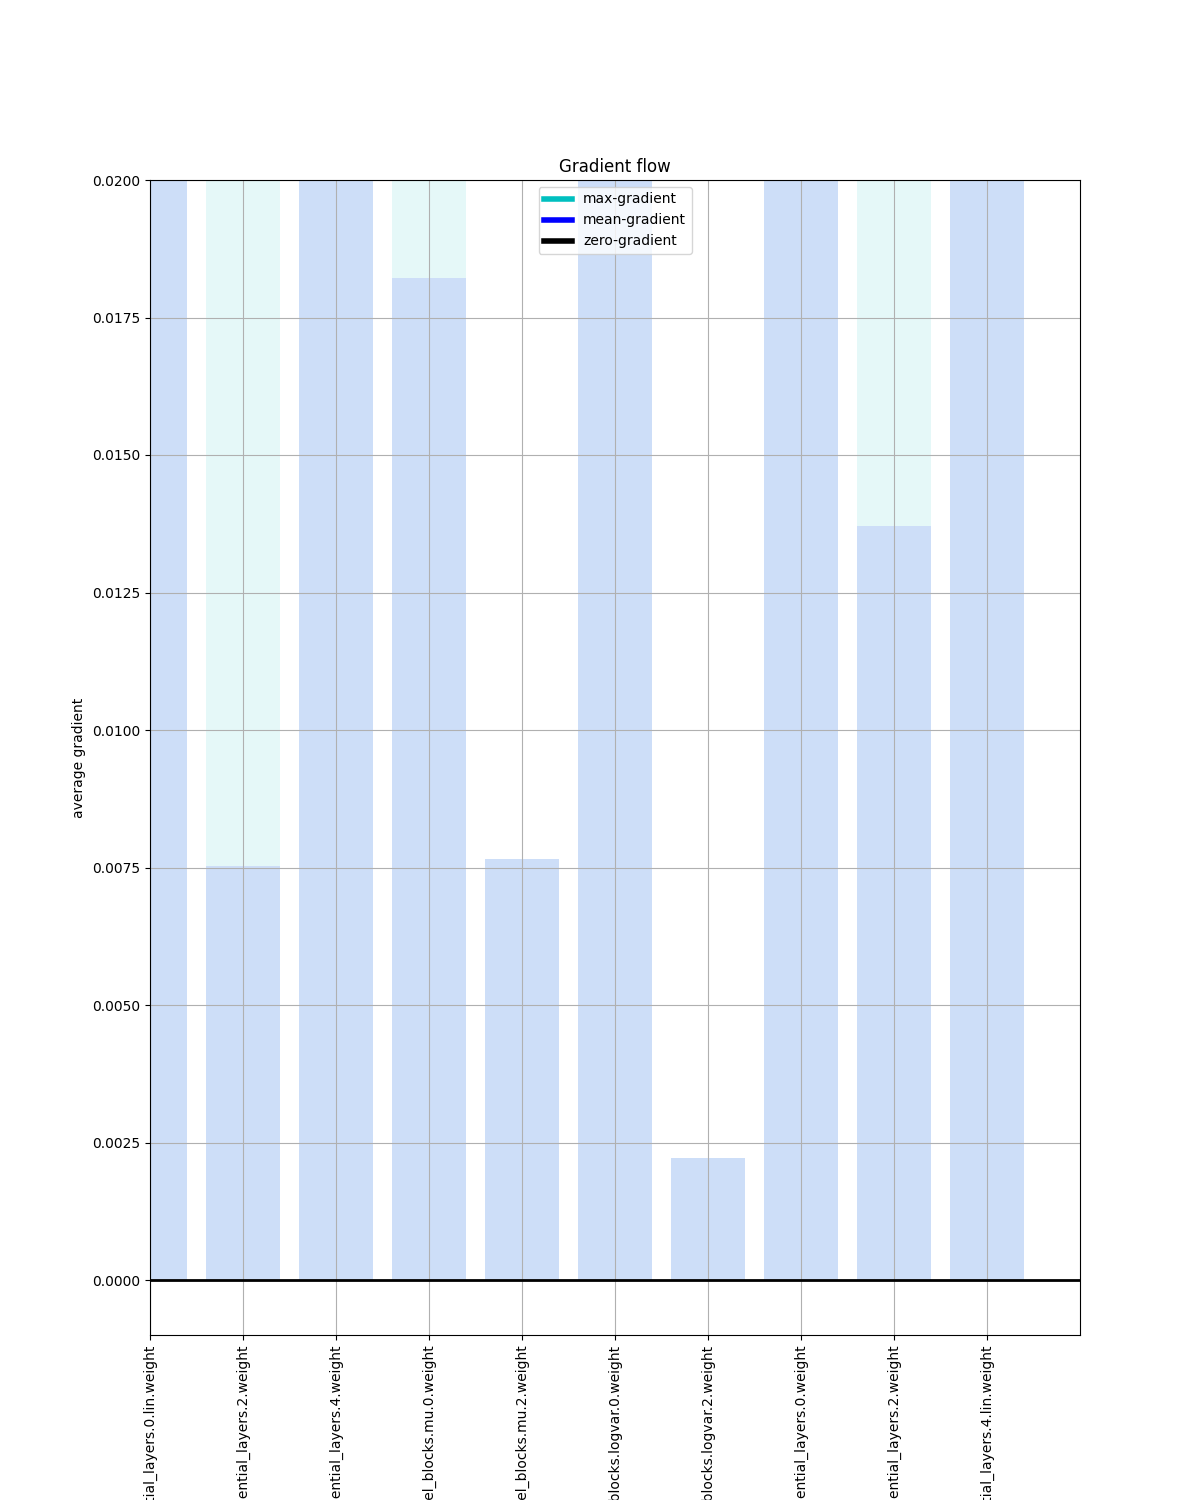 Gradient flow
max-gradient
mean-gradient
zero-gradient
0.0200
0.0175
0.0150
0.0125
0.0100
0.0075
0.0050
0.0025
0.0000
average gradient
tial_layers.0.lin.weight
ential_layers.2.weight
ential_layers.4.weight
el_blocks.mu.0.weight
el_blocks.mu.2.weight
blocks.logvar.0.weight
blocks.logvar.2.weight
ential_layers.0.weight
ential_layers.2.weight
tial_layers.4.lin.weight